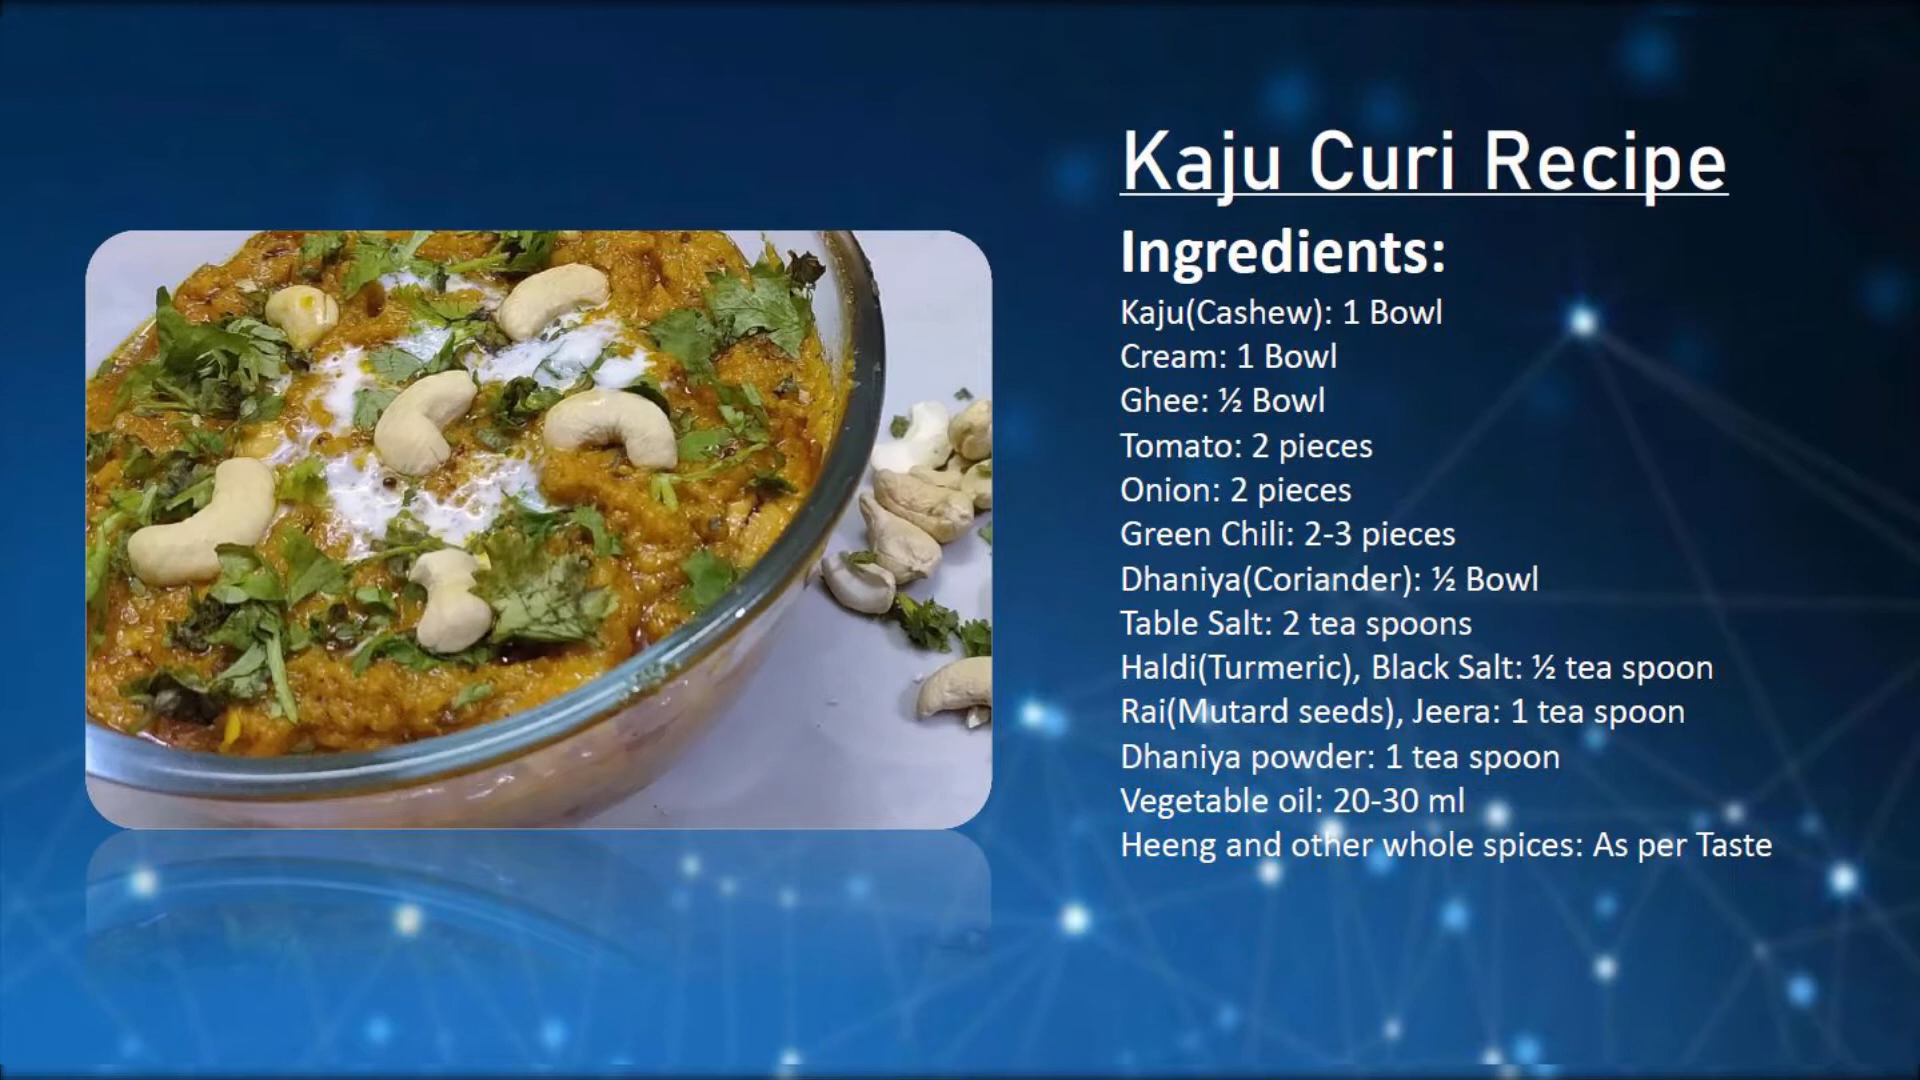 Kaju Curi Recipe
Ingredients:
Kaju(Cashew): 1 Bowl
Cream: 1 Bowl
Ghee: ½ Bowl
Tomato: 2 pieces
Onion: 2 pieces
Green Chili: 2-3 pieces
Dhaniya(Coriander): ½ Bowl
Table Salt: 2 tea spoons
Haldi(Turmeric), Black Salt: ½ tea spoon
Rai(Mutard seeds), Jeera: 1 tea spoon
Dhaniya powder: 1 tea spoon
Vegetable oil: 20-30 ml
Heeng and other whole spices: As per Taste